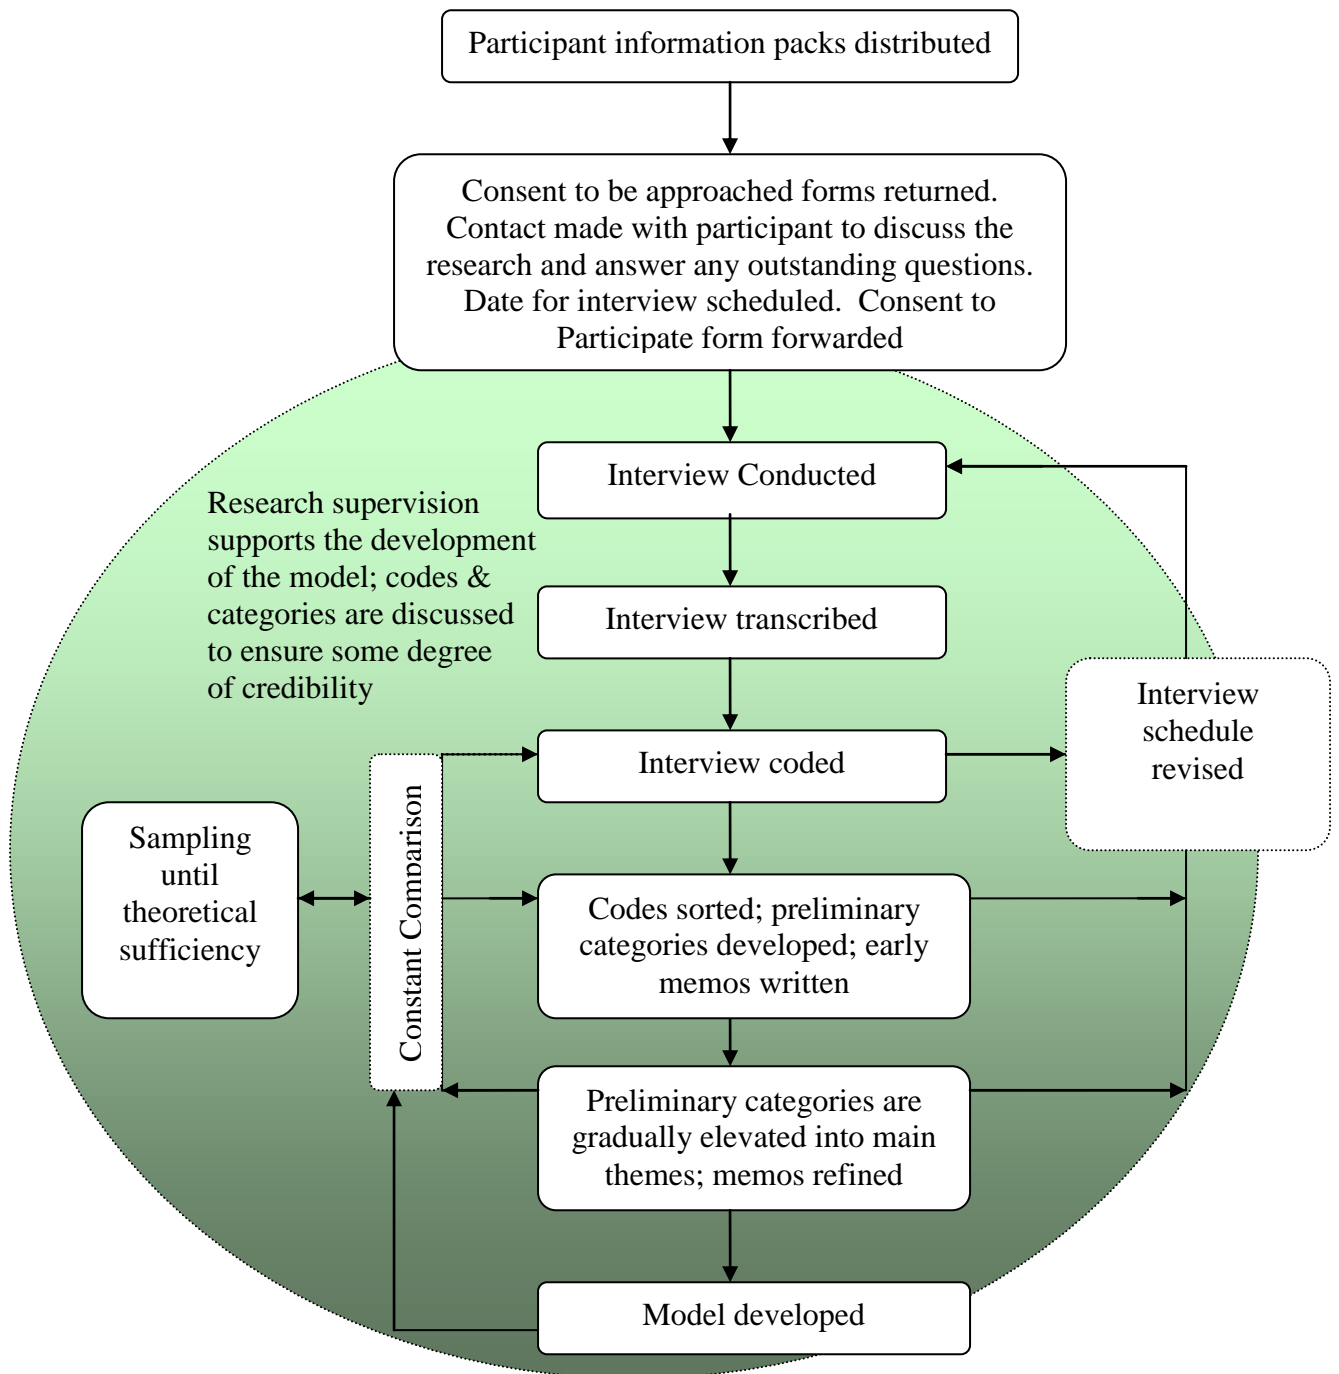 Participant information packs distributed
Consent to be approached forms returned.
Contact made with participant to discuss the
research and answer any outstanding questions.
Date for interview scheduled.  Consent to
Participate form forwarded
Interview Conducted
Research supervision
supports the development
of the model; codes &
categories are discussed
to ensure some degree
of credibility
Interview transcribed
Interview
schedule
revised
Interview coded
Constant Comparison
Sampling
until
theoretical
sufficiency
Codes sorted; preliminary
categories developed; early
memos written
Preliminary categories are
gradually elevated into main
themes; memos refined
Model developed